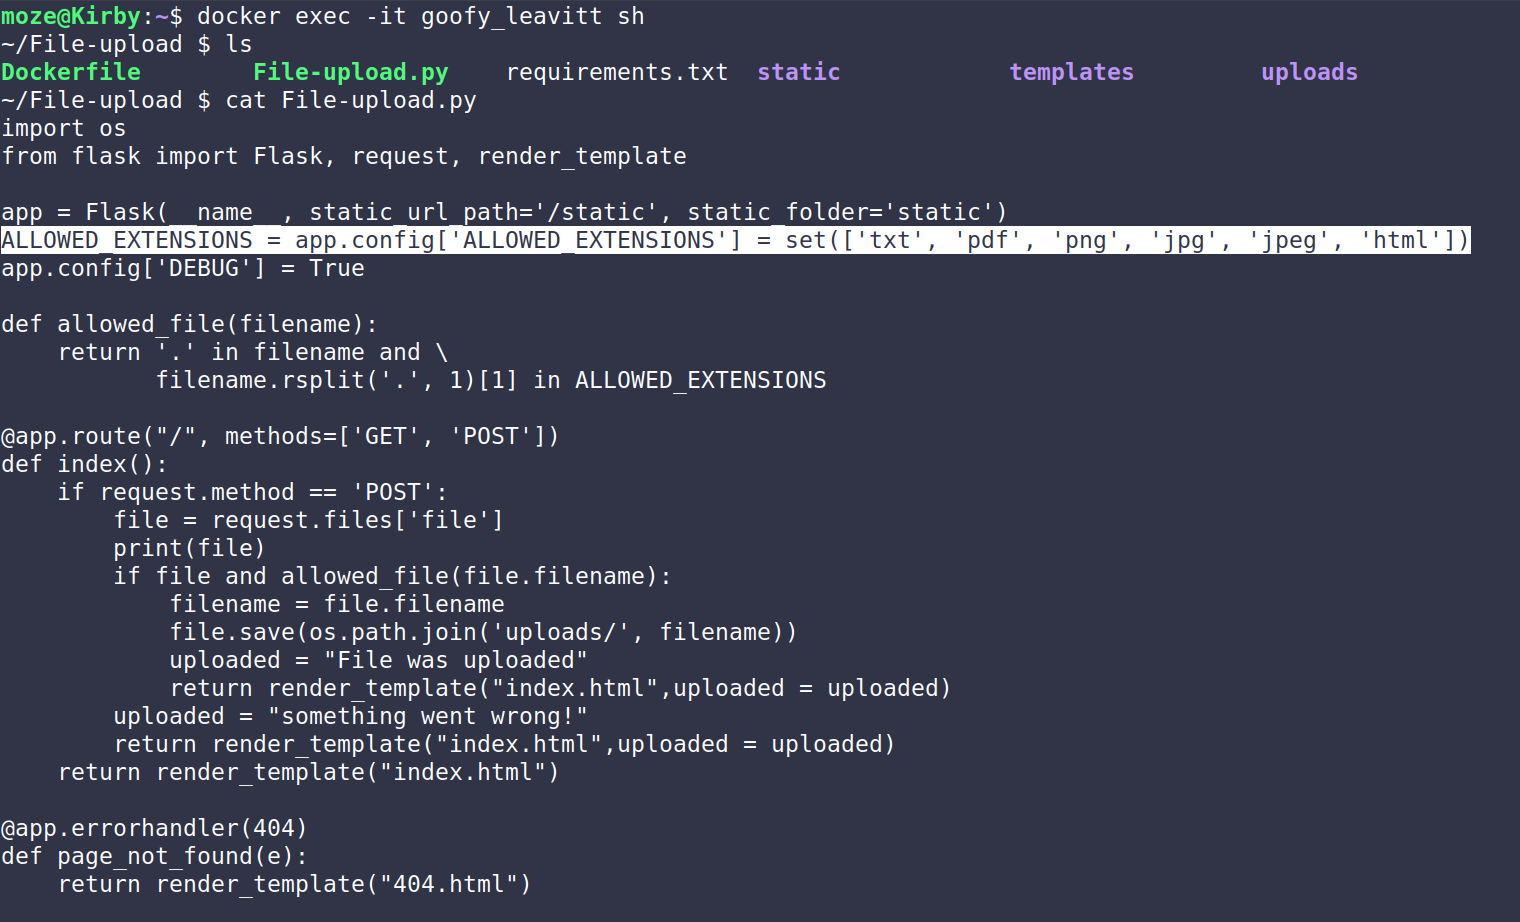 moze@Kirby:~$ docker exec -it goofy_leavitt sh
~/File-upload $ ls
Dockerfile        File-upload.py    requirements.txt  static            templates         uploads
~/File-upload $ cat File-upload.py
import os
from flask import Flask, request, render_template

app = Flask(__name__, static_url_path='/static', static_folder='static')
ALLOWED_EXTENSIONS = app.config['ALLOWED_EXTENSIONS'] = set(['txt', 'pdf', 'png', 'jpg', 'jpeg', 'html'])
app.config['DEBUG'] = True

def allowed_file(filename):
    return '.' in filename and \
           filename.rsplit('.', 1)[1] in ALLOWED_EXTENSIONS

@app.route("/", methods=['GET', 'POST'])
def index():
    if request.method == 'POST':
        file = request.files['file']
        print(file)
        if file and allowed_file(file.filename):
            filename = file.filename
            file.save(os.path.join('uploads/', filename))
            uploaded = "File was uploaded"
            return render_template("index.html",uploaded = uploaded)
        uploaded = "something went wrong!"
        return render_template("index.html",uploaded = uploaded)
    return render_template("index.html")

@app.errorhandler(404)
def page_not_found(e):
    return render_template("404.html")